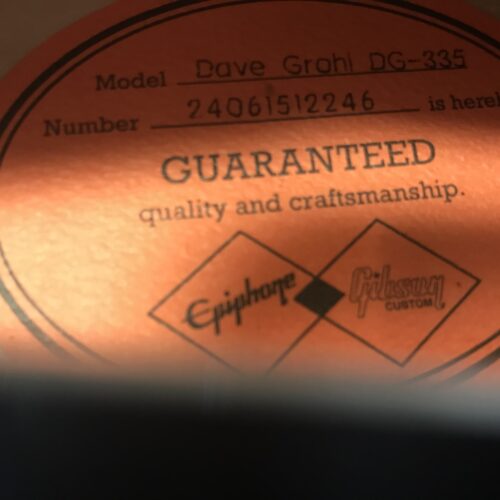 Model Dave Grohl DG-335
Number 24061512246 is hereby
GUARANTEED
quality and craftsmanship.
Epiphone Gibson
CUSTOM